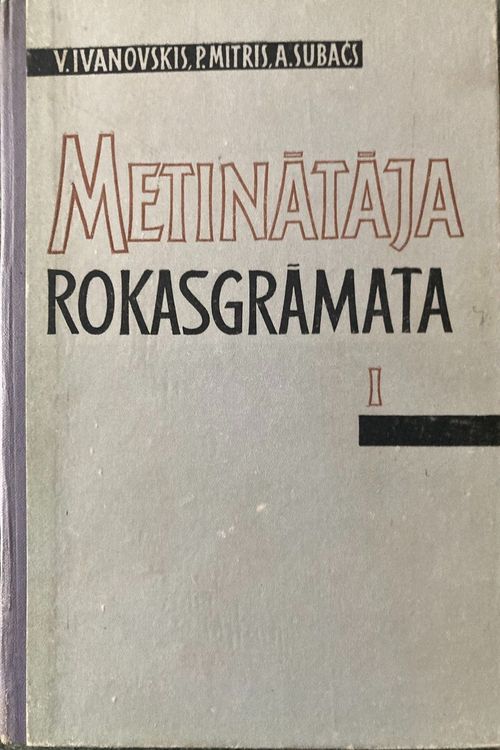 V. IVANOVSKIS, P. MITRIS, A. SUBAČS
METINĀTĀJA
ROKASGRĀMATA
I